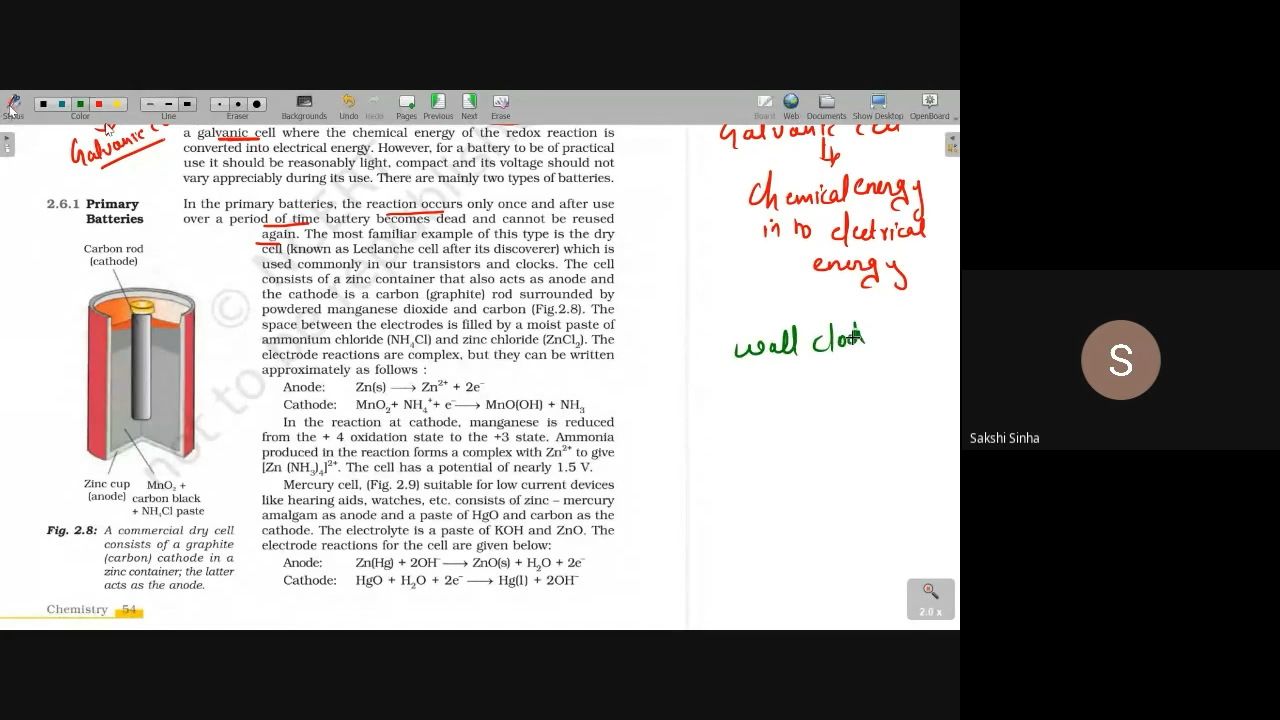 Stylus
Color
Line
Eraser
Backgrounds
Undo
Redo
Pages
Previous
Next
Erase
Board
Web
Documents
Show Desktop
OpenBoard
Galvanic
a galvanic cell where the chemical energy of the redox reaction is
converted into electrical energy. However, for a battery to be of practical
use it should be reasonably light, compact and its voltage should not
vary appreciably during its use. There are mainly two types of batteries.
2.6.1 Primary
Batteries
In the primary batteries, the reaction occurs only once and after use
over a period of time battery becomes dead and cannot be reused
again. The most familiar example of this type is the dry
cell (known as Leclanche cell after its discoverer) which is
used commonly in our transistors and clocks. The cell
consists of a zinc container that also acts as anode and
the cathode is a carbon (graphite) rod surrounded by
powdered manganese dioxide and carbon (Fig.2.8). The
space between the electrodes is filled by a moist paste of
ammonium chloride (NH₄Cl) and zinc chloride (ZnCl₂). The
electrode reactions are complex, but they can be written
approximately as follows :
Anode: Zn(s) ⟶ Zn²⁺ + 2e⁻
Cathode: MnO₂+ NH₄⁺+ e⁻⟶ MnO(OH) + NH₃
In the reaction at cathode, manganese is reduced
from the + 4 oxidation state to the +3 state. Ammonia
produced in the reaction forms a complex with Zn²⁺ to give
[Zn (NH₃)₄]²⁺. The cell has a potential of nearly 1.5 V.
Mercury cell, (Fig. 2.9) suitable for low current devices
like hearing aids, watches, etc. consists of zinc – mercury
amalgam as anode and a paste of HgO and carbon as the
cathode. The electrolyte is a paste of KOH and ZnO. The
electrode reactions for the cell are given below:
Anode: Zn(Hg) + 2OH⁻ ⟶ ZnO(s) + H₂O + 2e⁻
Cathode: HgO + H₂O + 2e⁻ ⟶ Hg(l) + 2OH⁻
Carbon rod
(cathode)
Zinc cup
(anode)
MnO₂ +
carbon black
+ NH₄Cl paste
Fig. 2.8: A commercial dry cell
consists of a graphite
(carbon) cathode in a
zinc container; the latter
acts as the anode.
Chemistry 54
Galvanic cell
Chemical energy
in to electrical
energy
wall clo
2.0 x
S
Sakshi Sinha